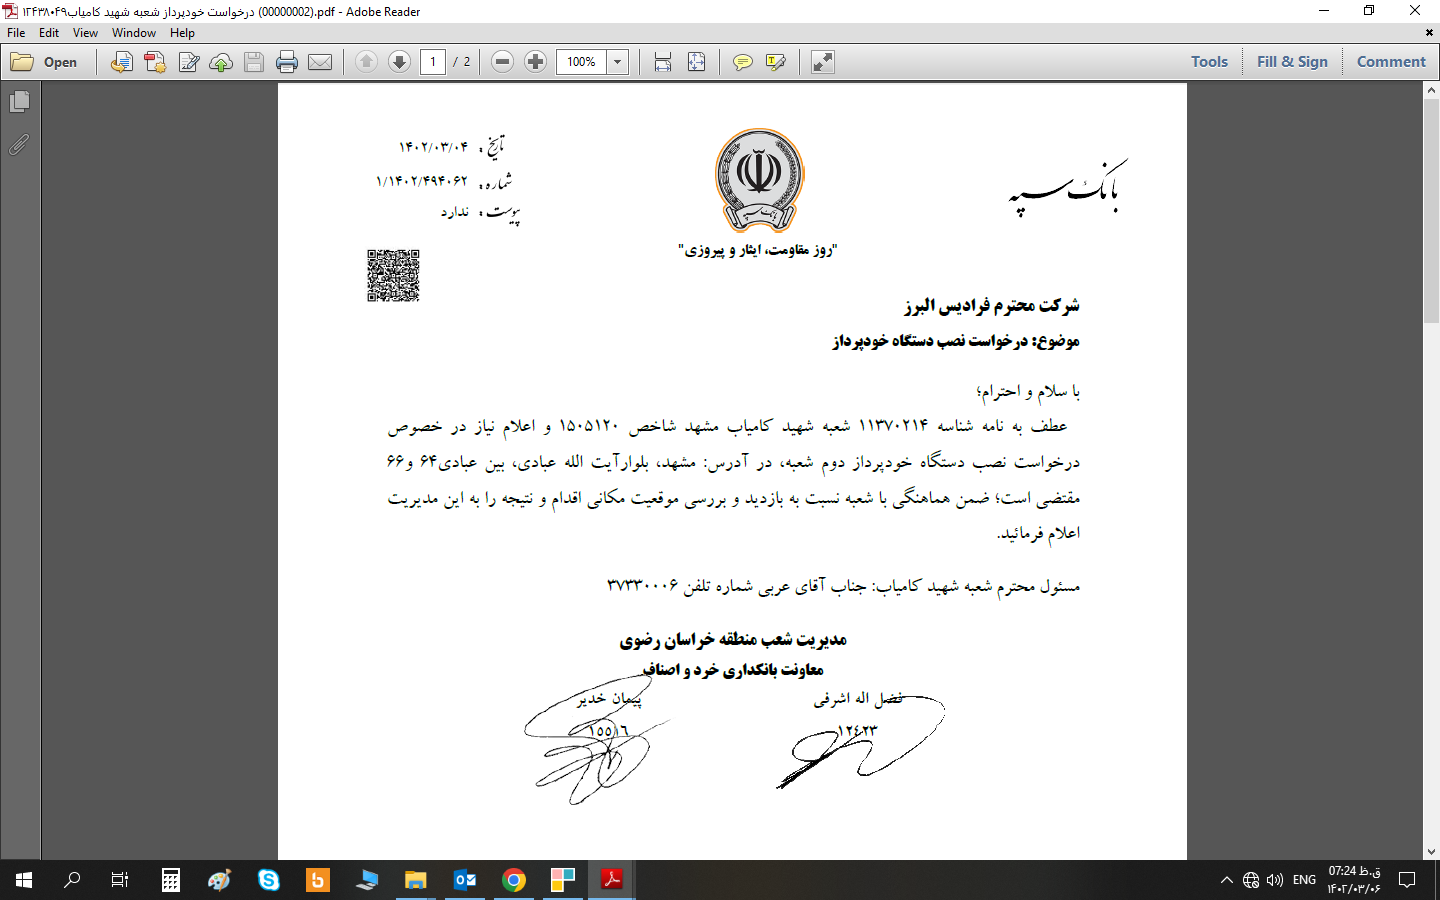 درخواست خودپرداز شعبه شهید کامیاب۱۲۴۳۸۰۴۹ (00000002).pdf - Adobe Reader
File Edit View Window Help
Open 1 / 2 100% Tools Fill & Sign Comment
بانک سپه
تاریخ : ۱۴۰۲/۰۳/۰۴
شماره : ۱/۱۴۰۲/۴۹۴۰۶۲
پیوست : ندارد
بانک سپه
"روز مقاومت، ایثار و پیروزی"
شرکت محترم فرادیس البرز
موضوع: درخواست نصب دستگاه خودپرداز
با سلام و احترام؛
عطف به نامه شناسه ۱۱۳۷۰۲۱۴ شعبه شهید کامیاب مشهد شاخص ۱۵۰۵۱۲۰ و اعلام نیاز در خصوص
درخواست نصب دستگاه خودپرداز دوم شعبه، در آدرس: مشهد، بلوارآیت الله عبادی، بین عبادی۶۴ و۶۶
مقتضی است؛ ضمن هماهنگی با شعبه نسبت به بازدید و بررسی موقعیت مکانی اقدام و نتیجه را به این مدیریت
اعلام فرمائید.
مسئول محترم شعبه شهید کامیاب: جناب آقای عربی شماره تلفن ۳۷۳۳۰۰۰۶
مدیریت شعب منطقه خراسان رضوی
معاونت بانکداری خرد و اصناف
فضل اله اشرفی پیمان خدیر
١٢٤٢٣ ١٥٥١٦
ENG 07:24 ق.ظ
۱۴۰۲/۰۳/۰۶